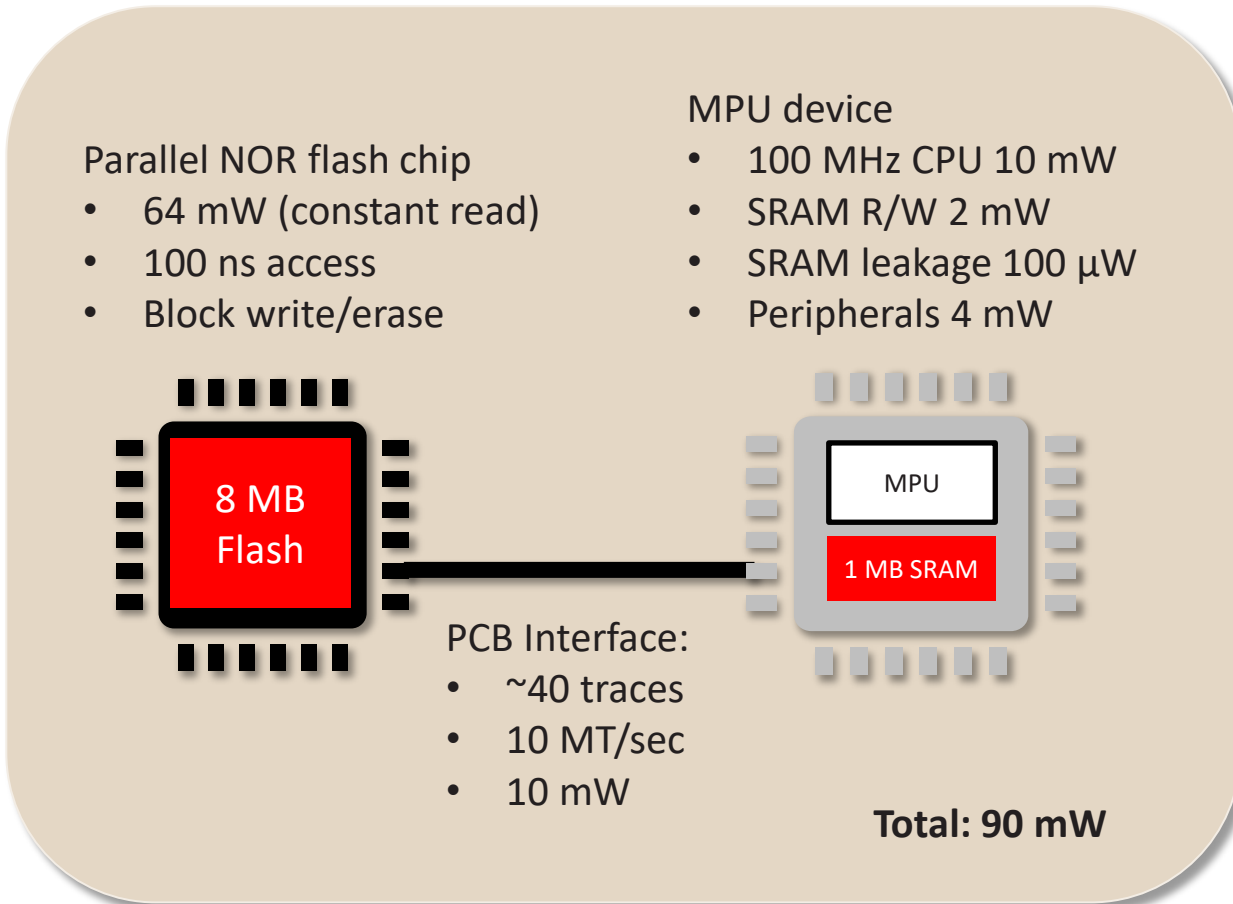 Parallel NOR flash chip
• 64 mW (constant read)
• 100 ns access
• Block write/erase
MPU device
• 100 MHz CPU 10 mW
• SRAM R/W 2 mW
• SRAM leakage 100 µW
• Peripherals 4 mW
8 MB
Flash
MPU
1 MB SRAM
PCB Interface:
• ~40 traces
• 10 MT/sec
• 10 mW
Total: 90 mW